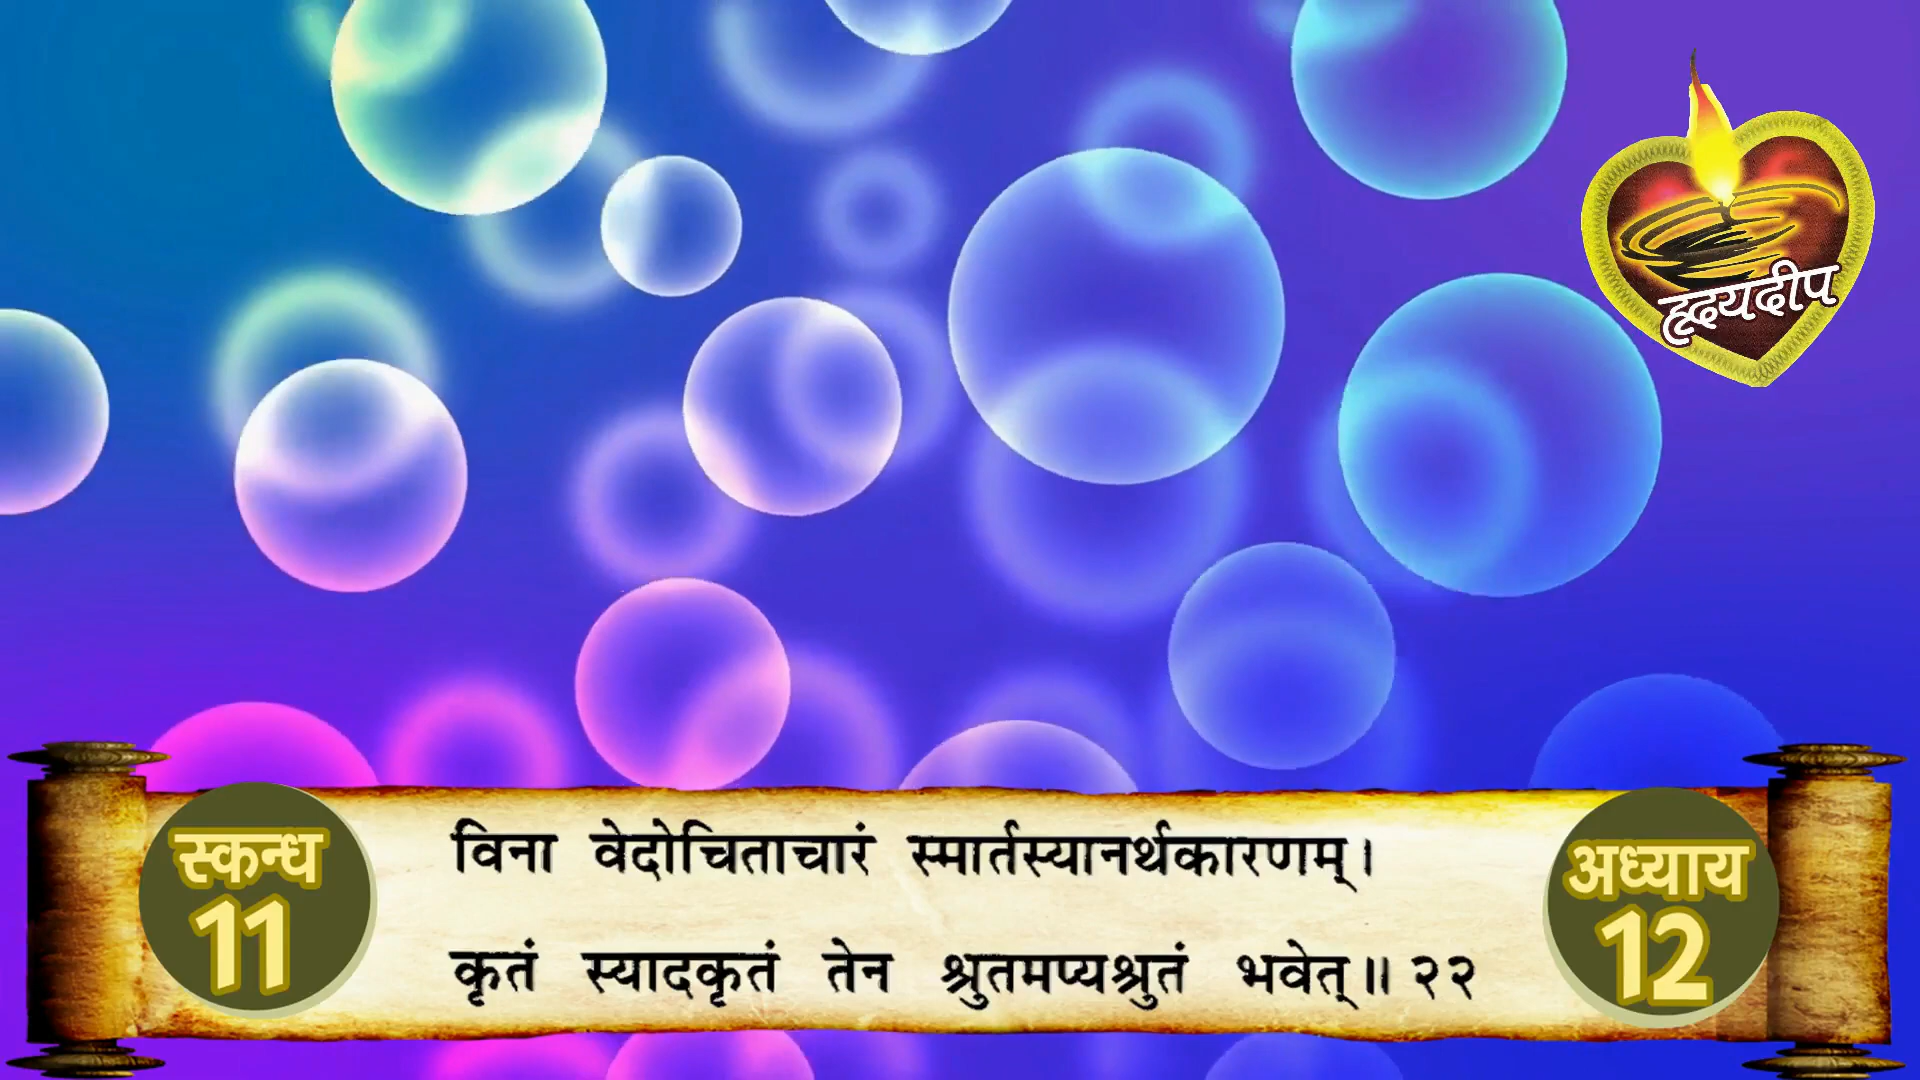 हृदयदीप
स्कन्ध
11
विना वेदोचिताचारं स्मार्तस्यानर्थकारणम्।
कृतं स्यादकृतं तेन श्रुतमप्यश्रुतं भवेत्॥ २२
अध्याय
12